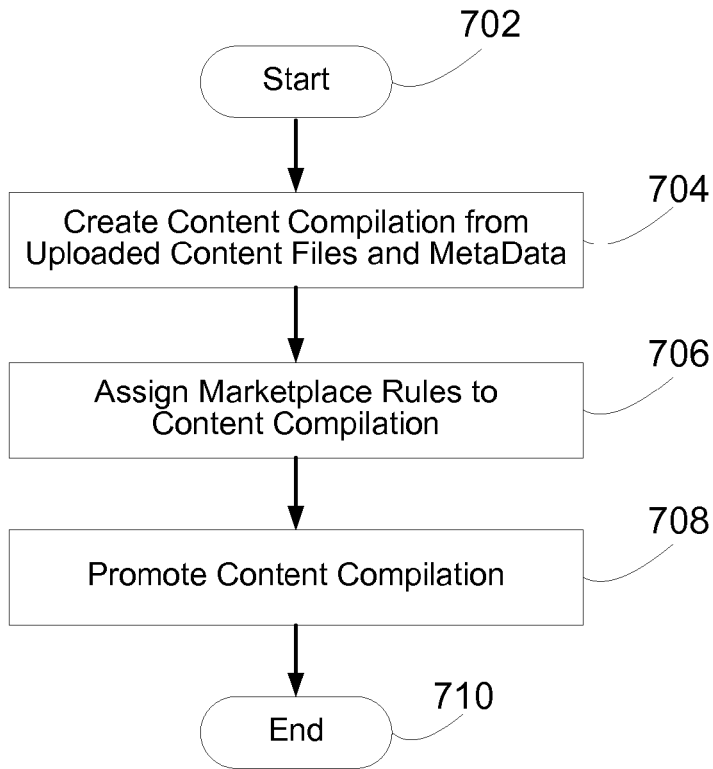 702
Start
704
Create Content Compilation from
Uploaded Content Files and MetaData
706
Assign Marketplace Rules to
Content Compilation
708
Promote Content Compilation
710
End